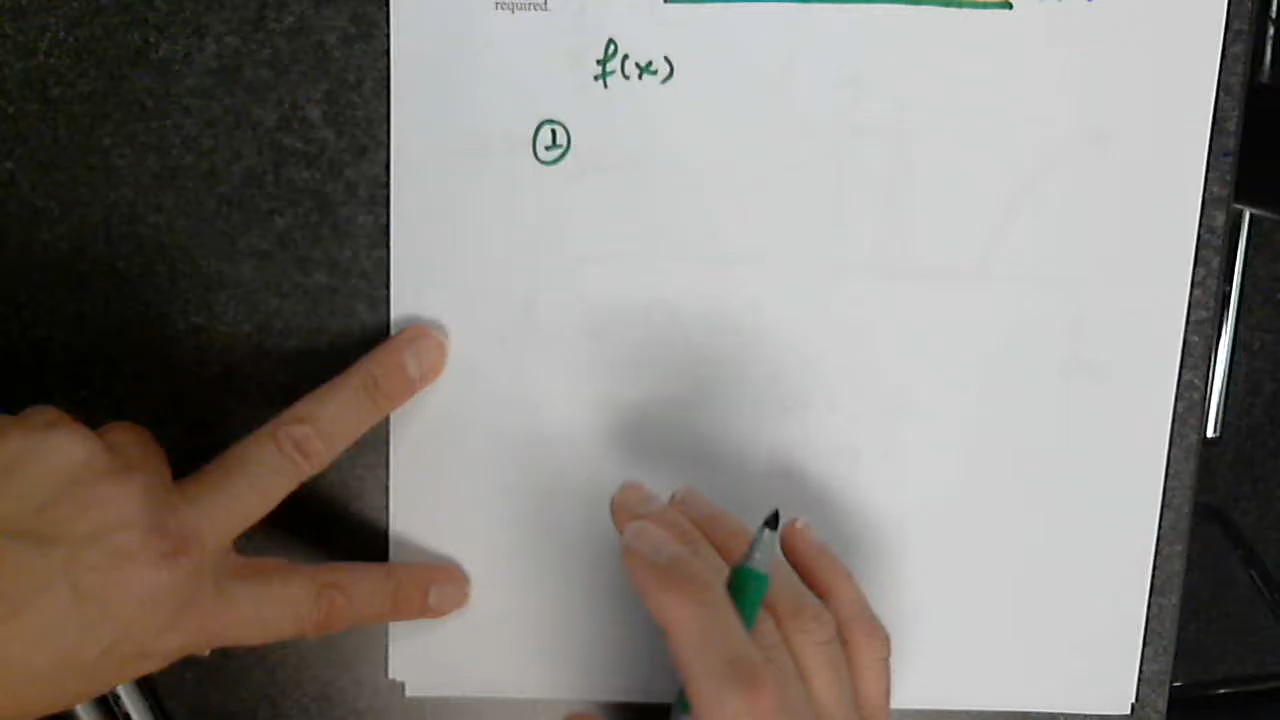 required.
f(x)
①